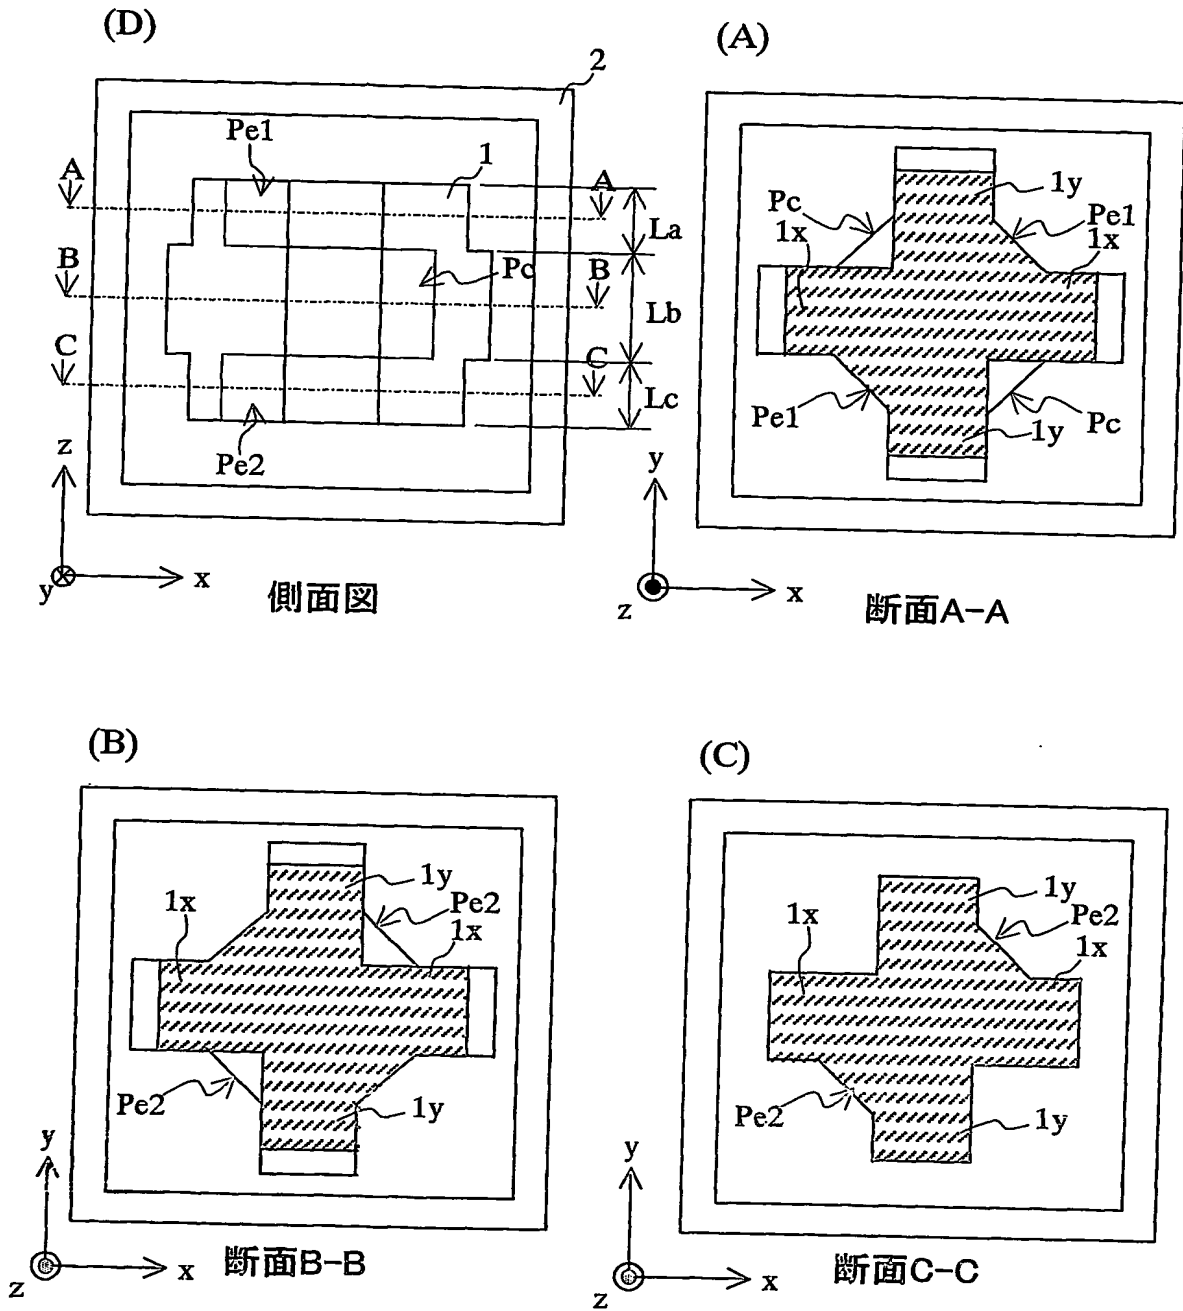 (D)
2
Pe1
1
A
A
La
B
Pc
B
Lb
C
C
Lc
Pe2
z
y
x
側面図
(A)
1y
Pc
Pe1
1x
1x
Pe1
Pc
1y
y
z
x
断面A-A
(B)
1y
1x
Pe2
1x
Pe2
1y
y
z
x
断面B-B
(C)
1y
1x
Pe2
1x
Pe2
1y
y
z
x
断面C-C